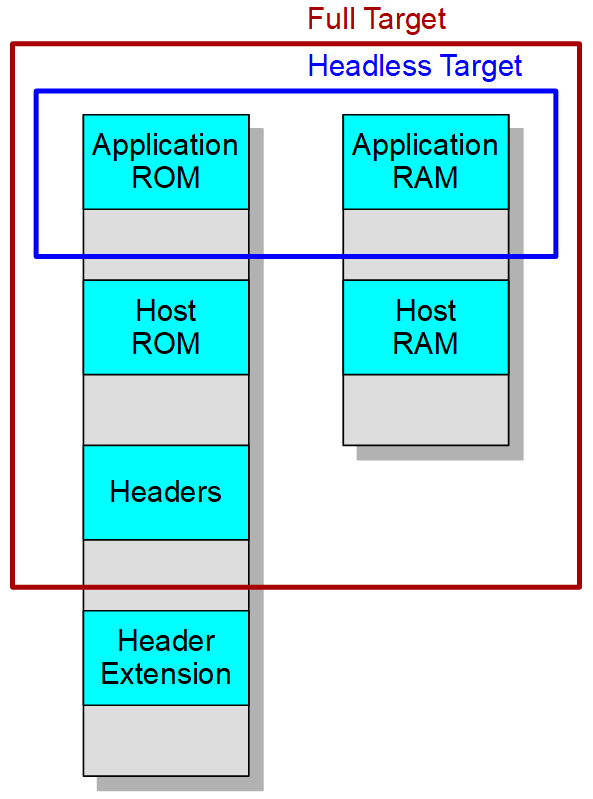 Full Target
Headless Target
Application
ROM
Application
RAM
Host
ROM
Host
RAM
Headers
Header
Extension